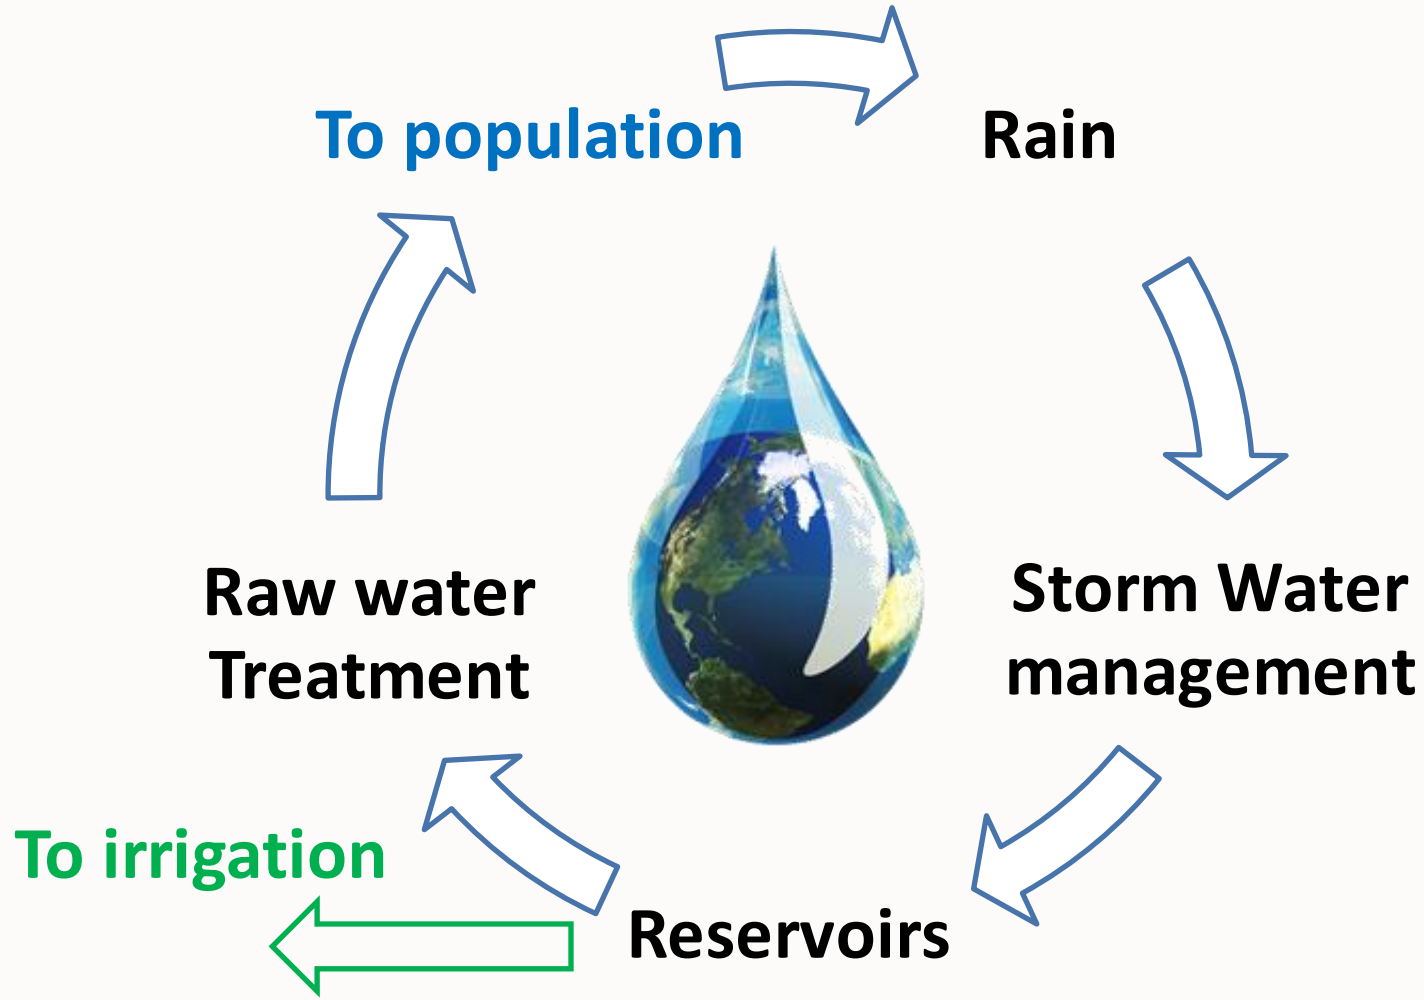 To population
Rain
Storm Water
management
Reservoirs
To irrigation
Raw water
Treatment